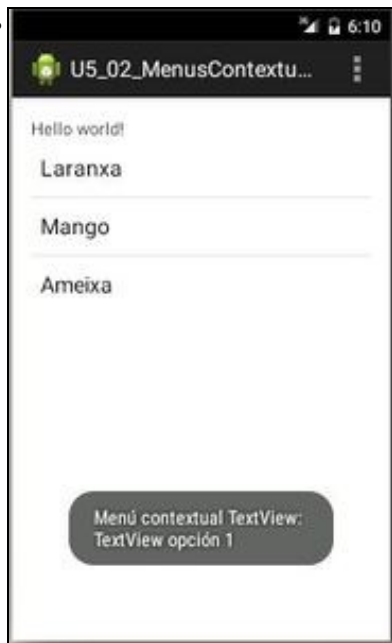 6:10
U5_02_MenusContextu...
Hello world!
Laranxa
Mango
Ameixa
Menú contextual TextView:
TextView opción 1